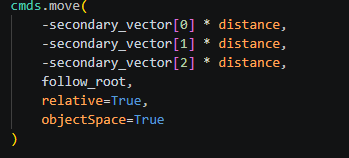 cmds.move(
    -secondary_vector[0] * distance,
    -secondary_vector[1] * distance,
    -secondary_vector[2] * distance,
    follow_root,
    relative=True,
    objectSpace=True
)